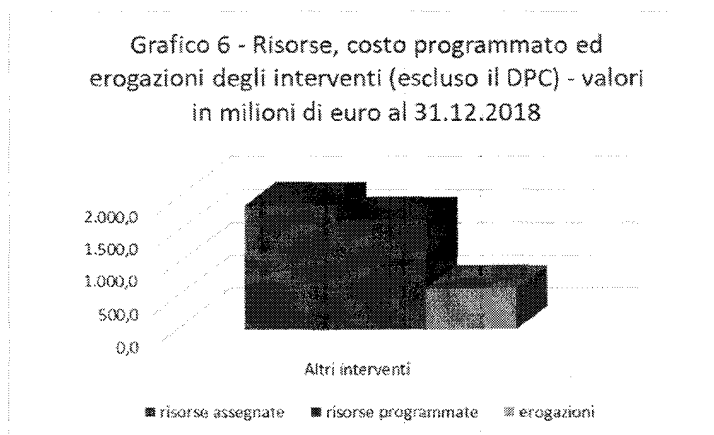 Grafico 6 - Risorse, costo programmato ed
erogazioni degli interventi (escluso il DPC) - valori
in milioni di euro al 31.12.2018
2.000,0
1.500,0
1.000,0
500,0
0,0
Altri interventi
risorse assegnate
risorse programmate
erogazioni